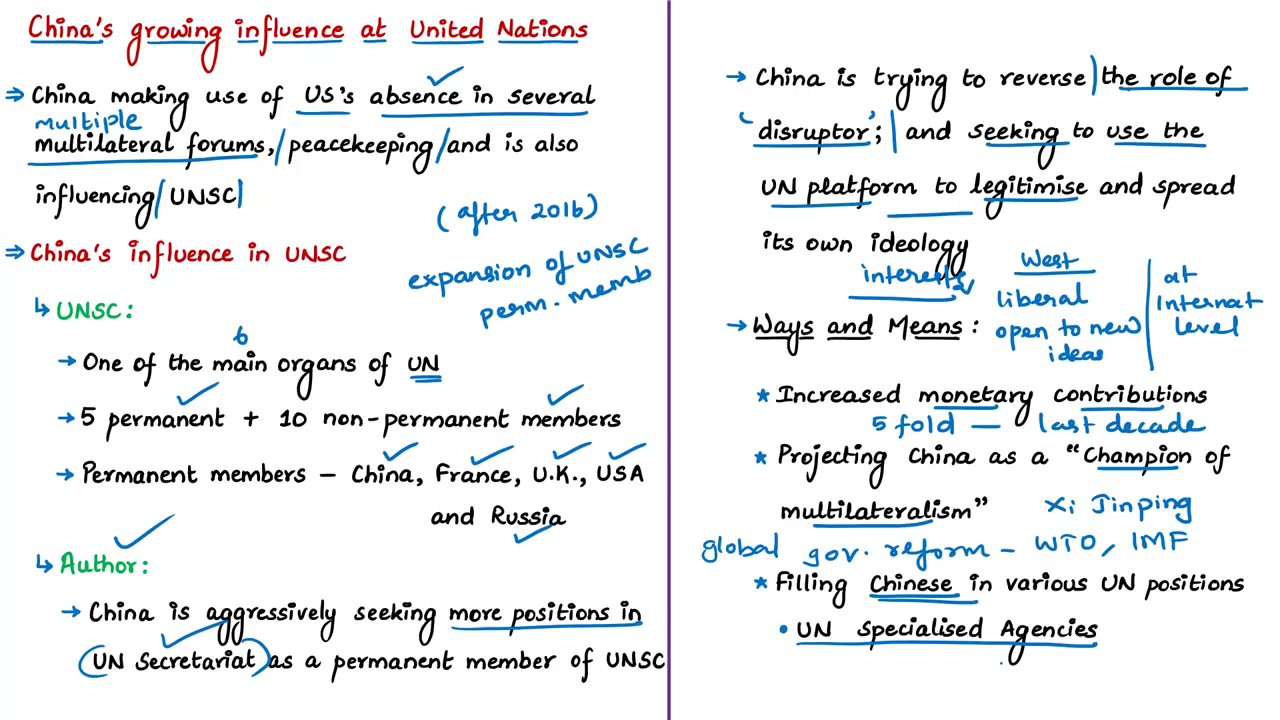 China's growing influence at United Nations
⇒ China making use of US's absence in several
multiple
multilateral forums, / peacekeeping / and is also
influencing / UNSC |
(after 2016)
⇒ China's influence in UNSC
expansion of UNSC
perm. memb
↳ UNSC:
6
→ One of the main organs of UN
→ 5 permanent + 10 non-permanent members
→ Permanent members – China, France, U.K., USA
and Russia
↳ Author:
→ China is aggressively seeking more positions in
(UN Secretariat) as a permanent member of UNSC
→ China is trying to reverse | the role of
'disruptor'; | and seeking to use the
UN platform to legitimise and spread
its own ideology
interests
West
liberal
open to new
ideas
at
Internat
level
→ Ways and Means:
* Increased monetary contributions
5 fold — last decade
* Projecting China as a "Champion of
multilateralism"
Xi Jinping
global gov. reform – WTO, IMF
* Filling Chinese in various UN positions
• UN Specialised Agencies